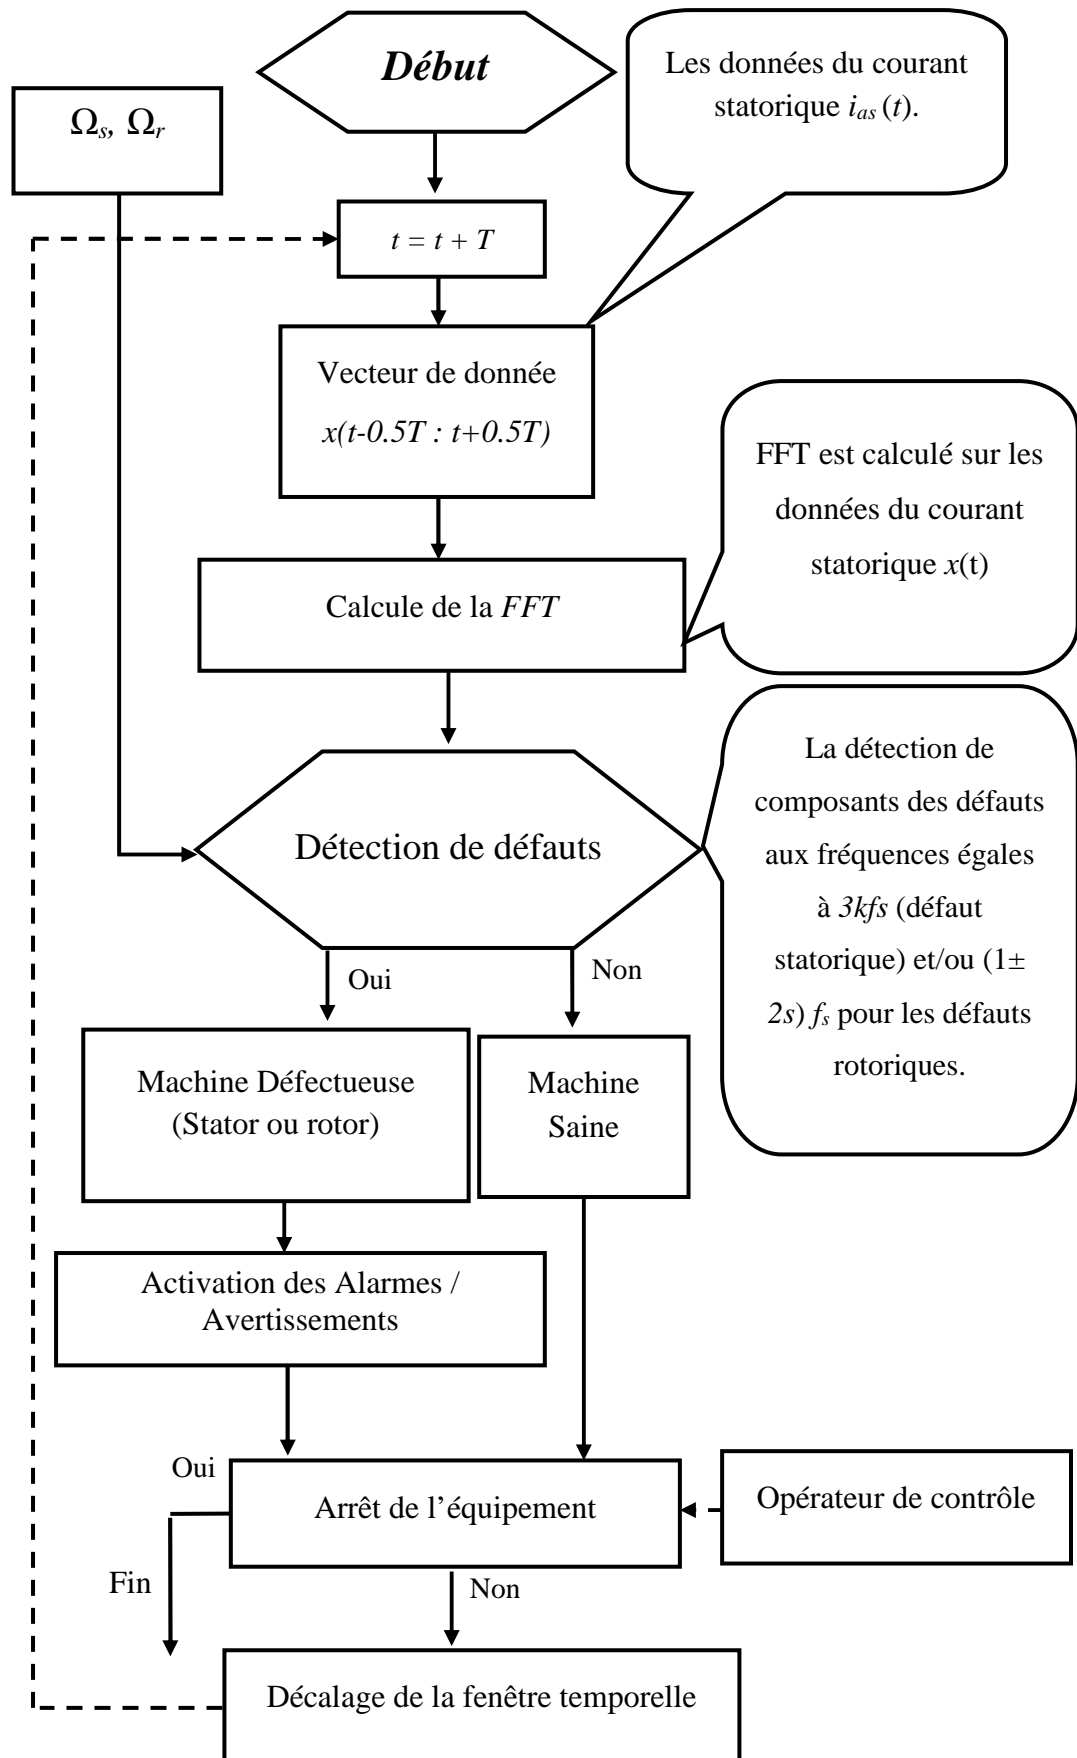 Début
Les données du courant
statorique ias (t).
Ωs, Ωr
t = t + T
Vecteur de donnée
x(t-0.5T : t+0.5T)
FFT est calculé sur les
données du courant
statorique x(t)
Calcule de la FFT
La détection de
composants des défauts
aux fréquences égales
à 3kfs (défaut
statorique) et/ou (1±
2s) fs pour les défauts
rotoriques.
Détection de défauts
Oui
Non
Machine Défectueuse
(Stator ou rotor)
Machine
Saine
Activation des Alarmes /
Avertissements
Oui
Arrêt de l’équipement
Opérateur de contrôle
Fin
Non
Décalage de la fenêtre temporelle